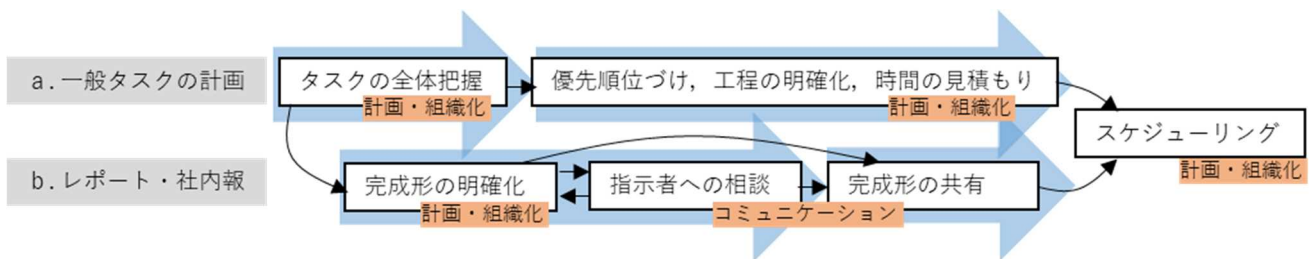 a.一般タスクの計画
タスクの全体把握
計画・組織化
優先順位づけ，工程の明確化，時間の見積もり
計画・組織化
スケジューリング
計画・組織化
b.レポート・社内報
完成形の明確化
計画・組織化
指示者への相談
コミュニケーション
完成形の共有